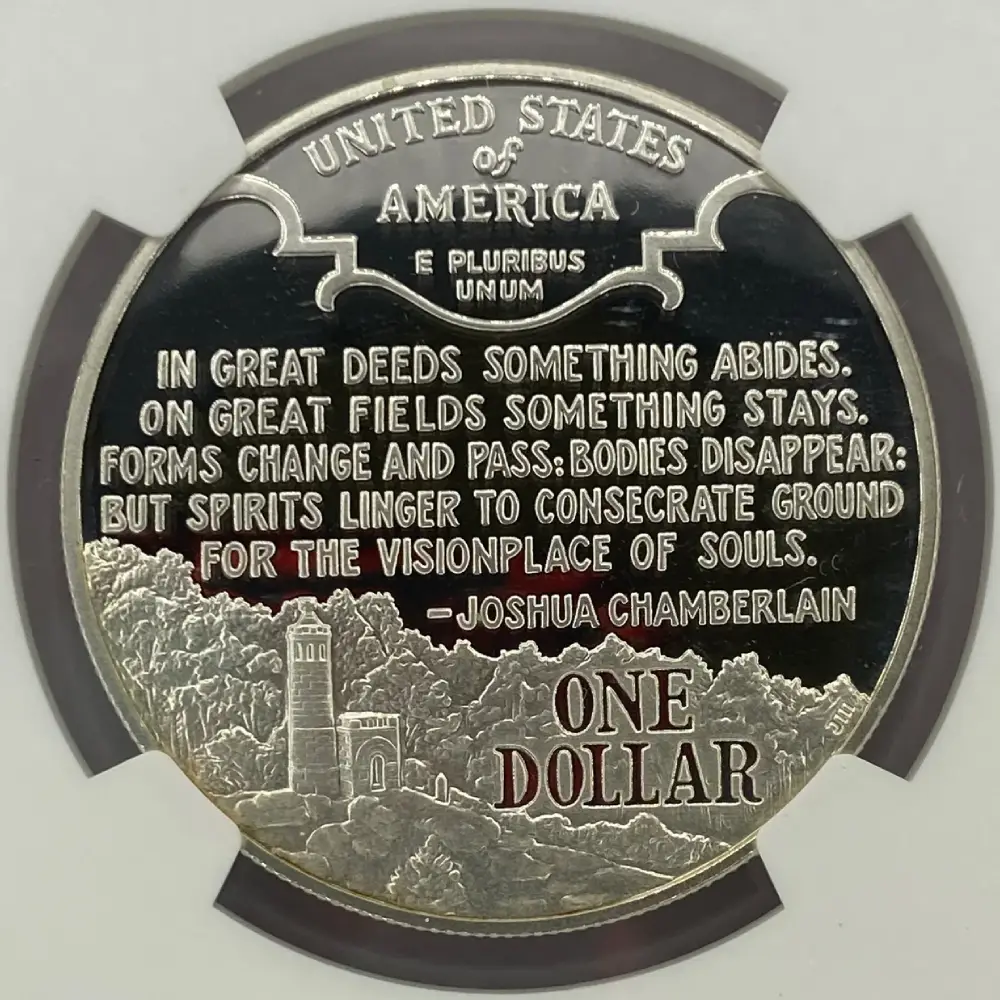 UNITED STATES
of
AMERICA
E PLURIBUS
UNUM
IN GREAT DEEDS SOMETHING ABIDES.
ON GREAT FIELDS SOMETHING STAYS.
FORMS CHANGE AND PASS: BODIES DISAPPEAR:
BUT SPIRITS LINGER TO CONSECRATE GROUND
FOR THE VISIONPLACE OF SOULS.
–JOSHUA CHAMBERLAIN
ONE
DOLLAR